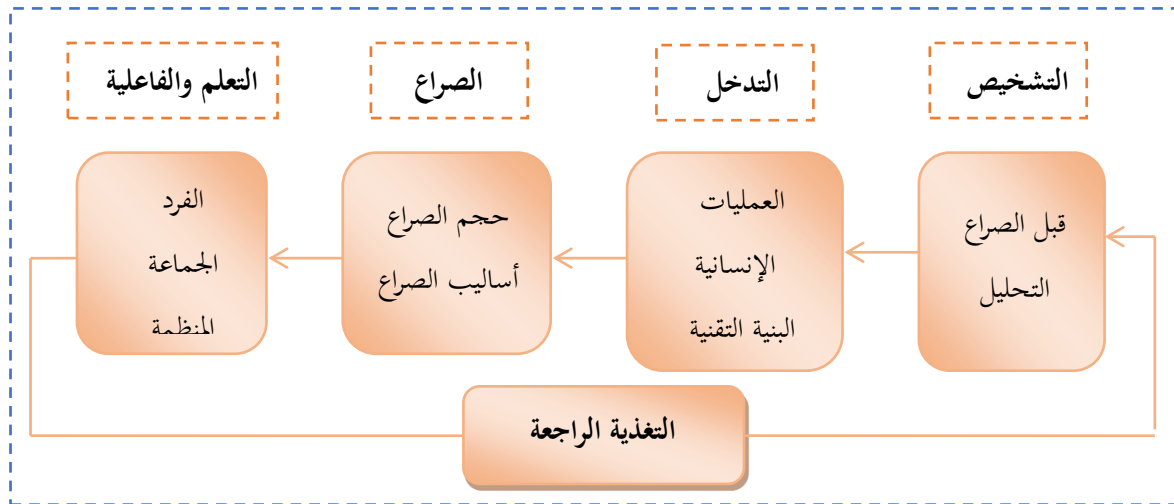 التشخيص
التدخل
الصراع
التعلم والفاعلية
قبل الصراع
التحليل
العمليات
الإنسانية
البنية التقنية
حجم الصراع
أساليب الصراع
الفرد
الجماعة
المنظمة
التغذية الراجعة